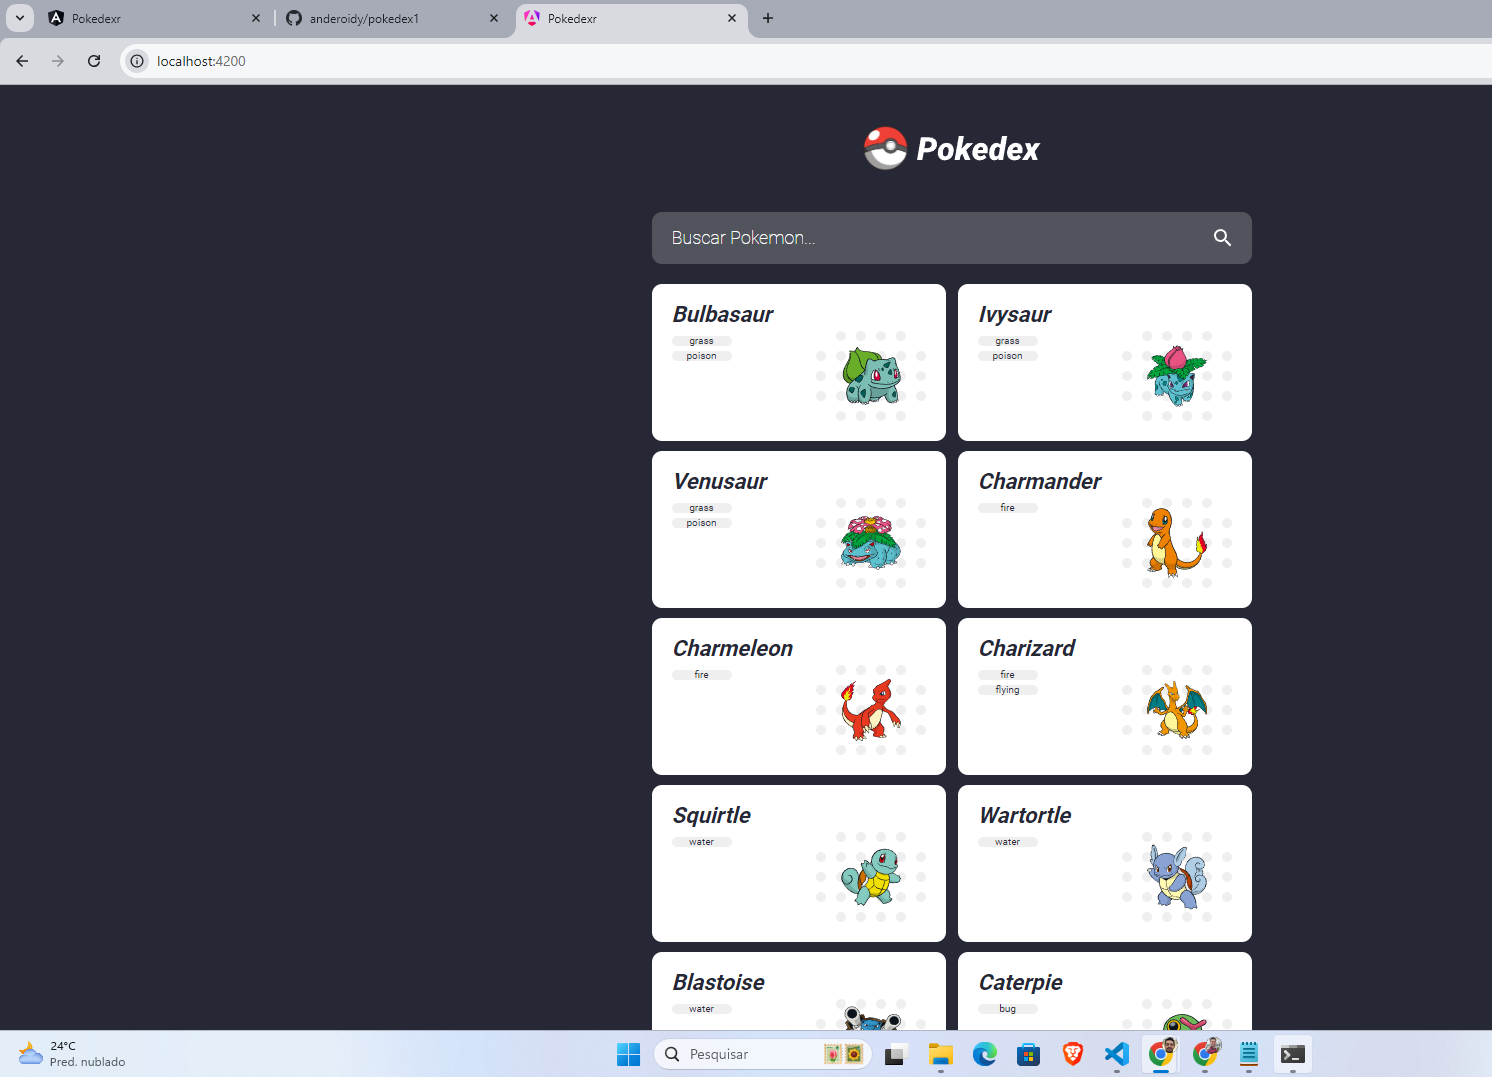 Pokedexr
anderoidy/pokedex1
Pokedexr
localhost:4200
Pokedex
Buscar Pokemon...
Bulbasaur
grass
poison
Ivysaur
grass
poison
Venusaur
grass
poison
Charmander
fire
Charmeleon
fire
Charizard
fire
flying
Squirtle
water
Wartortle
water
Blastoise
water
Caterpie
bug
24°C
Pred. nublado
Pesquisar